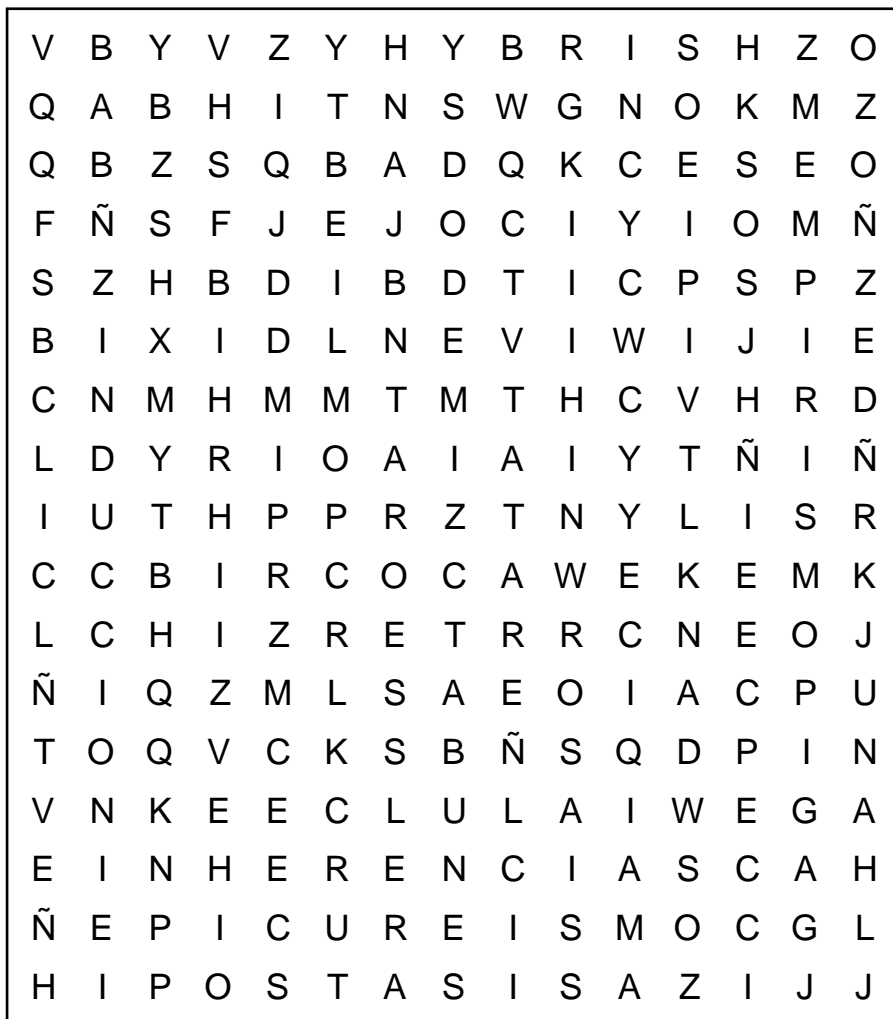 V B Y V Z Y H Y B R I S H Z O
Q A B H I T N S W G N O K M Z
Q B Z S Q B A D Q K C E S E O
F Ñ S F J E J O C I Y I O M Ñ
S Z H B D I B D T I C P S P Z
B I X I D L N E V I W I J I E
C N M H M M T M T H C V H R D
L D Y R I O A I A I Y T Ñ I Ñ
I U T H P P R Z T N Y L I S R
C C B I R C O C A W E K E M K
L C H I Z R E T R R C N E O J
Ñ I Q Z M L S A E O I A C P U
T O Q V C K S B Ñ S Q D P I N
V N K E E C L U L A I W E G A
E I N H E R E N C I A S C A H
Ñ E P I C U R E I S M O C G L
H I P O S T A S I S A Z I J J